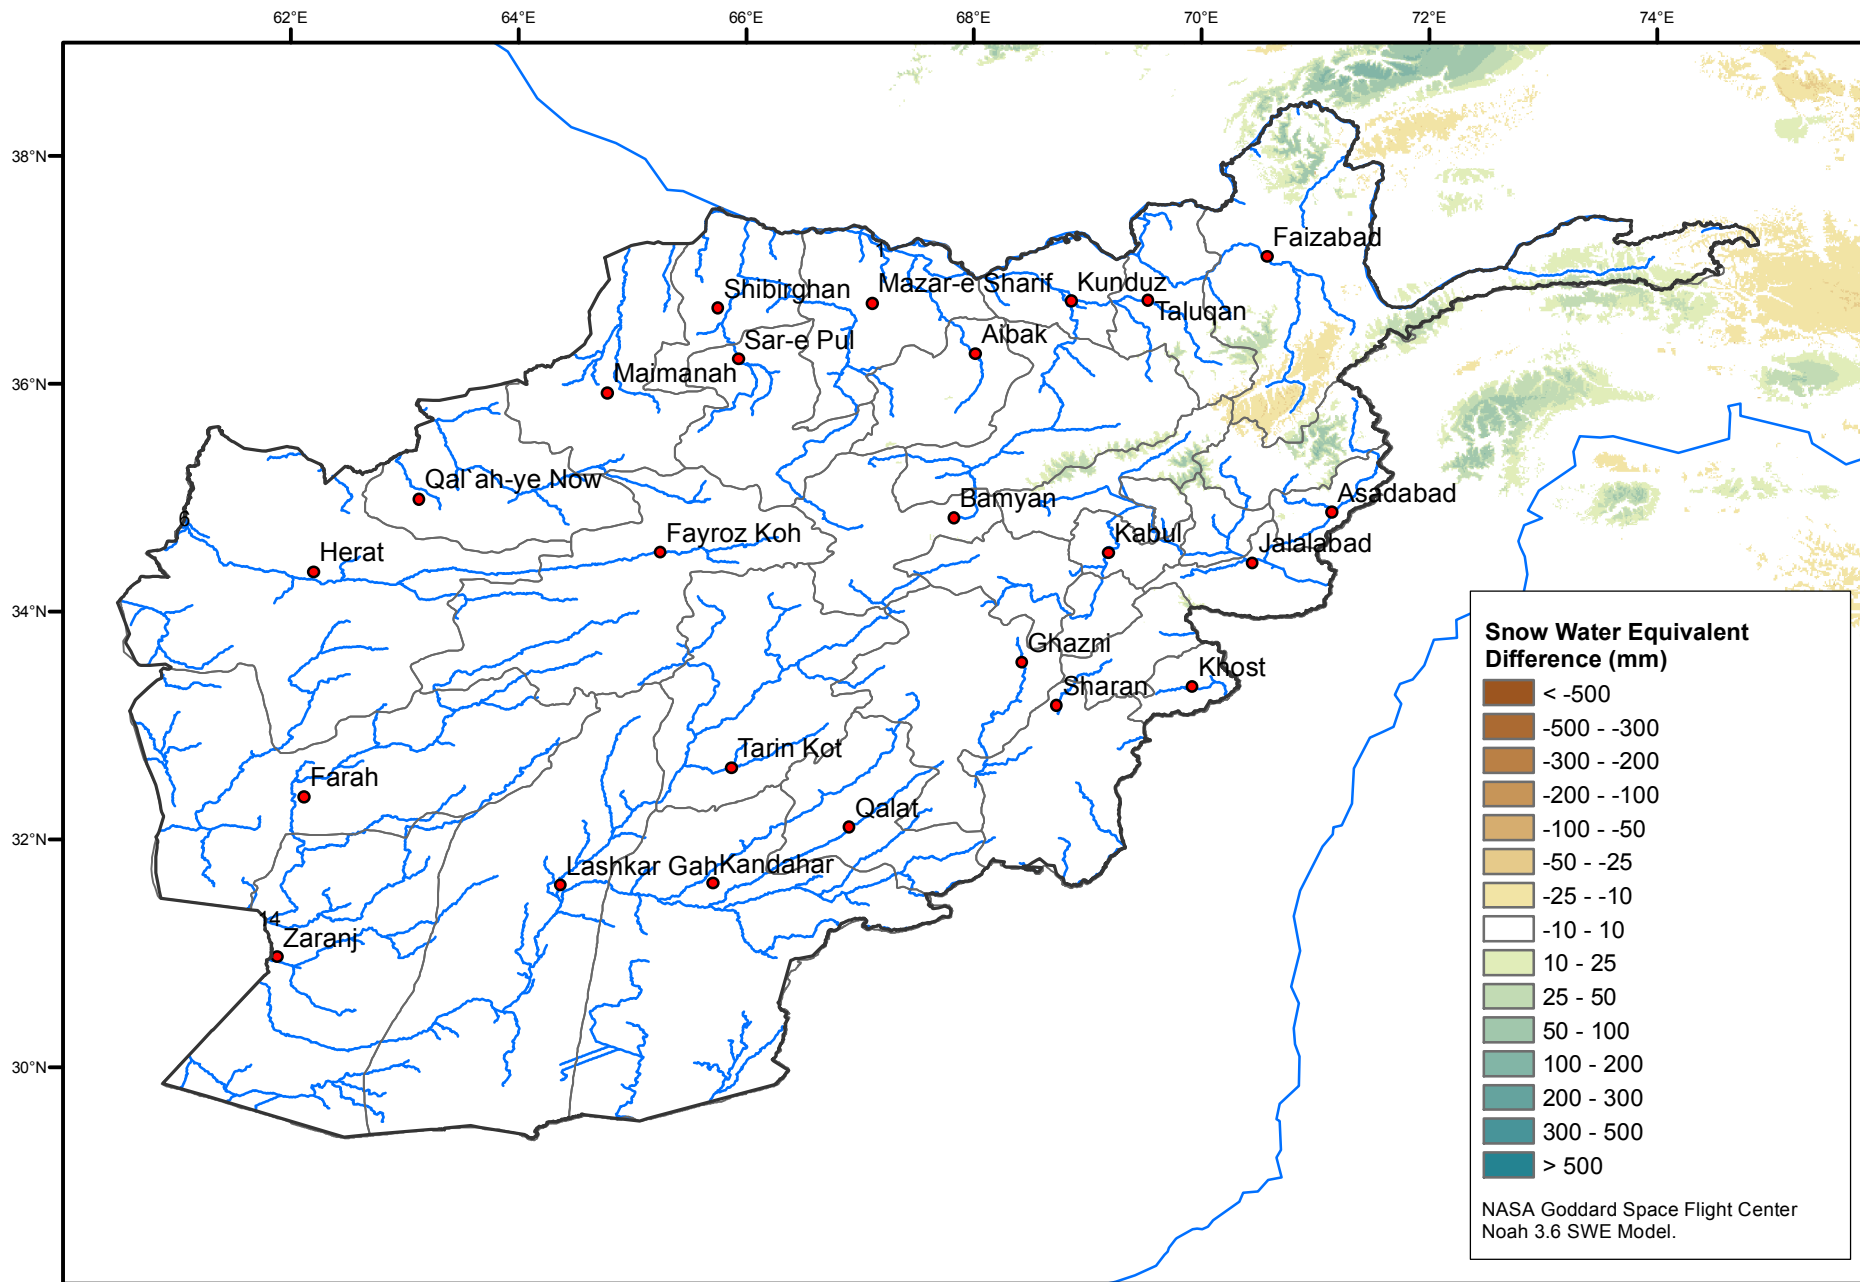 62°E 64°E 66°E 68°E 70°E 72°E 74°E
38°N
36°N
34°N
32°N
30°N
Faizabad
Shibirghan
Mazar-e Sharif
Kunduz
Taluqan
Sar-e Pul
Aibak
Maimanah
Qal ah-ye Now
Bamyan
Asadabad
6
Herat
Fayroz Koh
Kabul
Jalalabad
Ghazni
Khost
Sharan
Tarin Kot
Farah
Qalat
Lashkar Gah
Kandahar
14
Zaranj
Snow Water Equivalent
Difference (mm)
< -500
-500 - -300
-300 - -200
-200 - -100
-100 - -50
-50 - -25
-25 - -10
-10 - 10
10 - 25
25 - 50
50 - 100
100 - 200
200 - 300
300 - 500
> 500
NASA Goddard Space Flight Center
Noah 3.6 SWE Model.